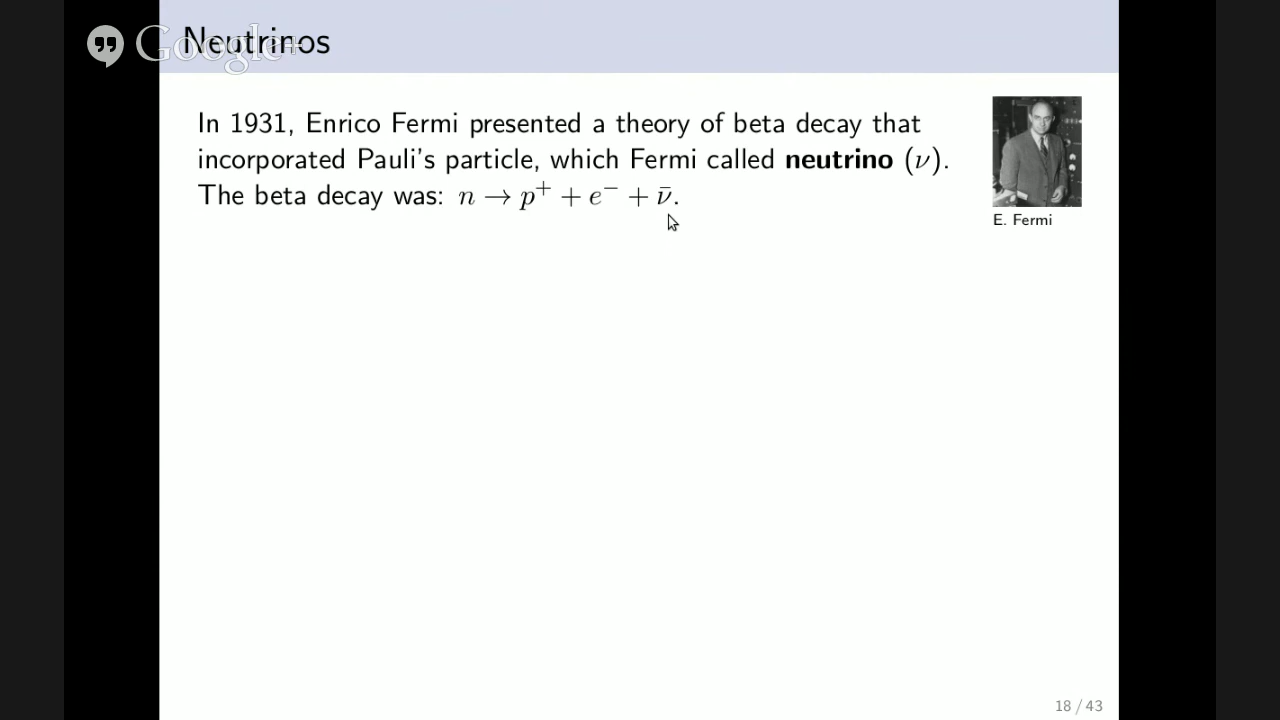 Neutrinos
Google+
In 1931, Enrico Fermi presented a theory of beta decay that
incorporated Pauli's particle, which Fermi called neutrino (ν).
The beta decay was: n → p⁺ + e⁻ + ν̄.
E. Fermi
18 / 43